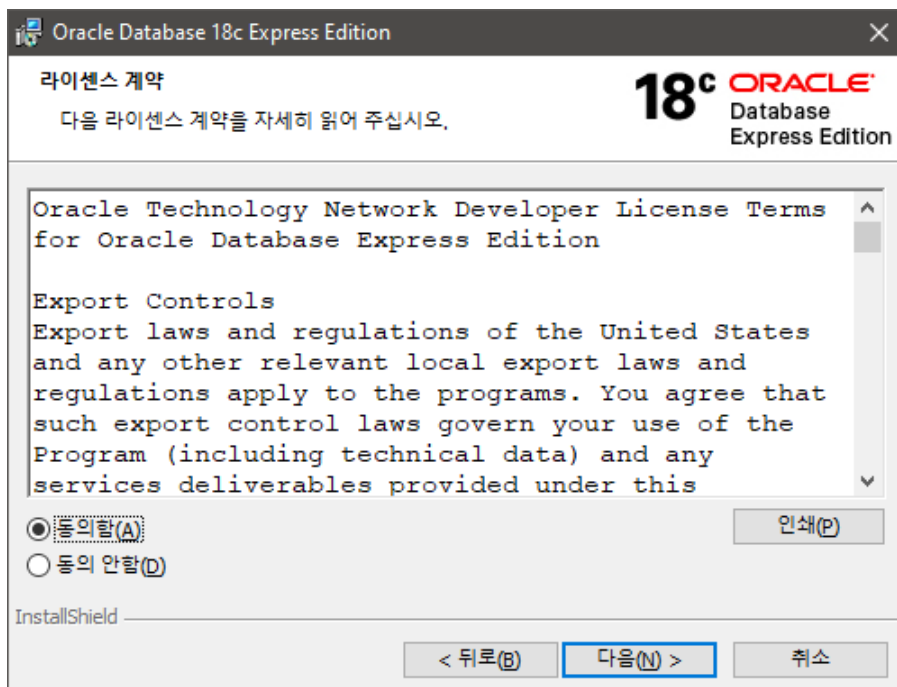 Oracle Database 18c Express Edition
라이센스 계약
다음 라이센스 계약을 자세히 읽어 주십시오.
18c ORACLE
Database
Express Edition
Oracle Technology Network Developer License Terms
for Oracle Database Express Edition
Export Controls
Export laws and regulations of the United States
and any other relevant local export laws and
regulations apply to the programs. You agree that
such export control laws govern your use of the
Program (including technical data) and any
services deliverables provided under this
동의함(A)
인쇄(P)
동의 안함(D)
InstallShield
< 뒤로(B)
다음(N) >
취소